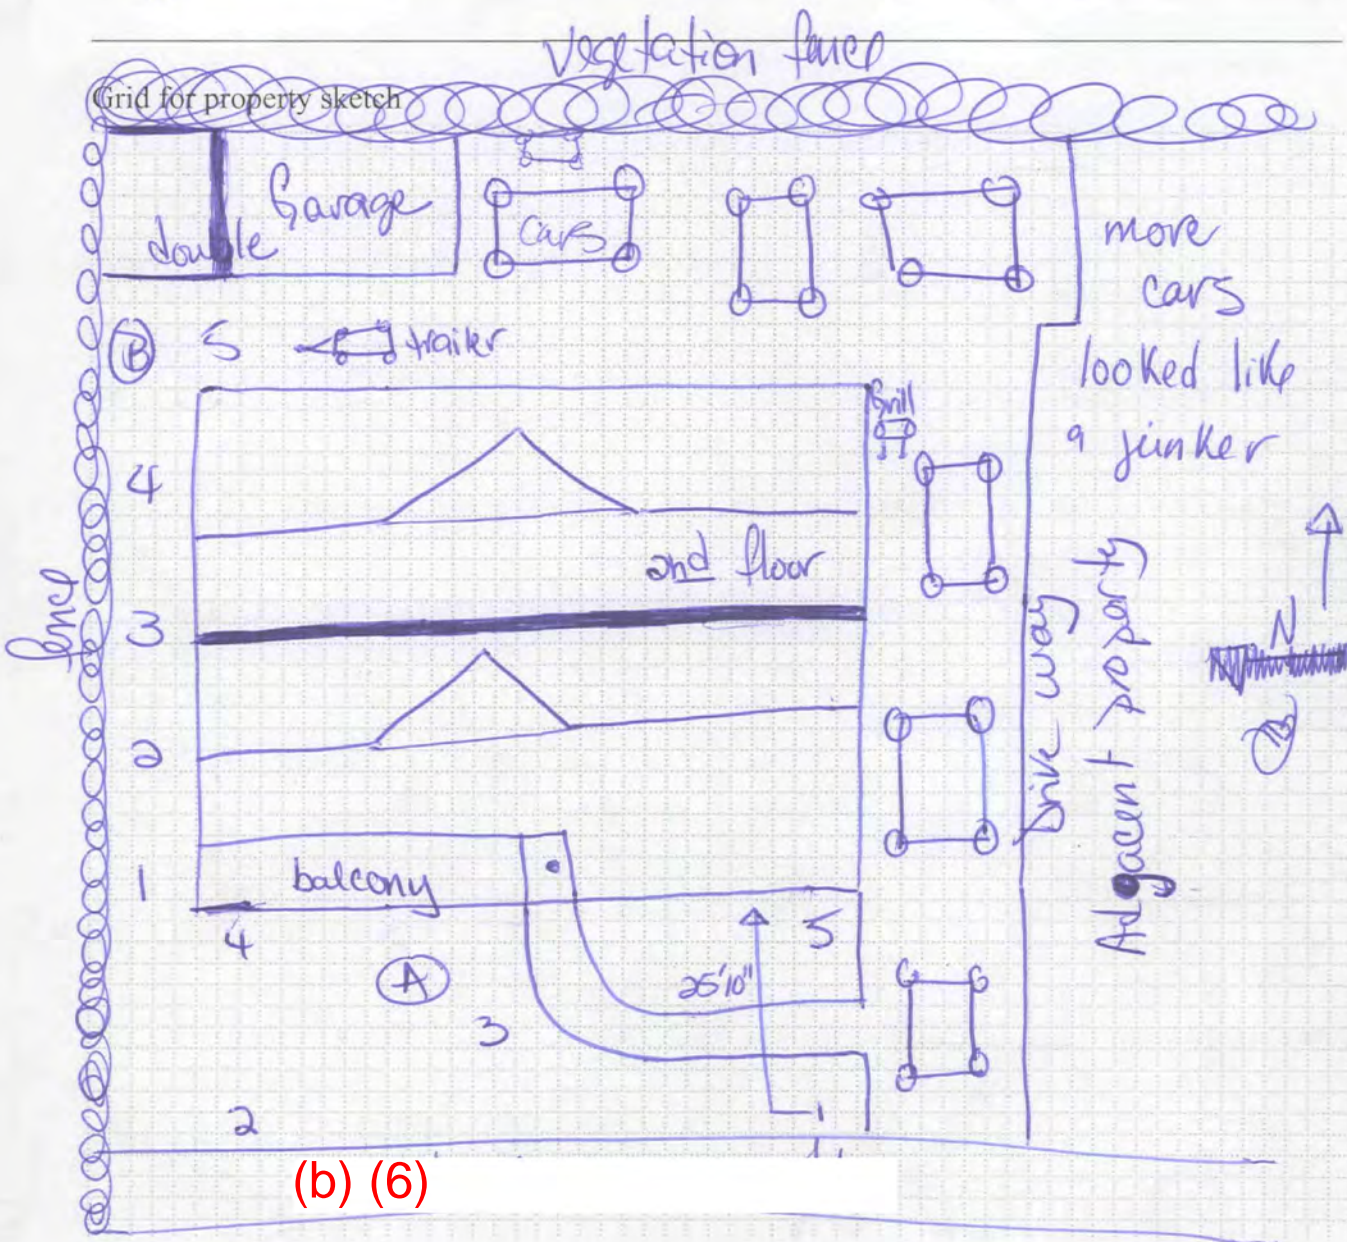 vegetation fence
Grid for property sketch
Garage
double
cars
more
cars
looked like
a junker
B
5
trailer
Grill
4
2nd floor
fence
3
N
Drive way
Adjacent property
2
balcony
1
4
5
A
25'10"
3
1
2
(b) (6)